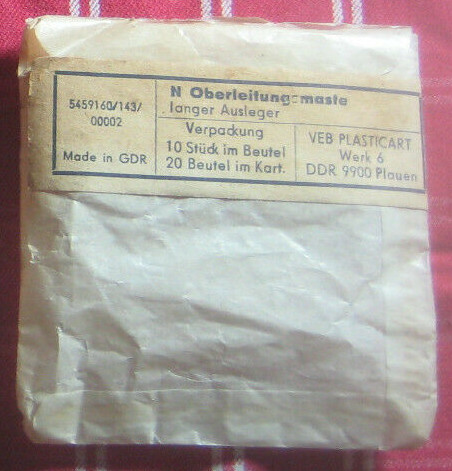 5459160/143/
00002
Made in GDR
N Oberleitungsmaste
langer Ausleger
Verpackung
10 Stück im Beutel
20 Beutel im Kart.
VEB PLASTICART
Werk 6
DDR 9900 Plauen